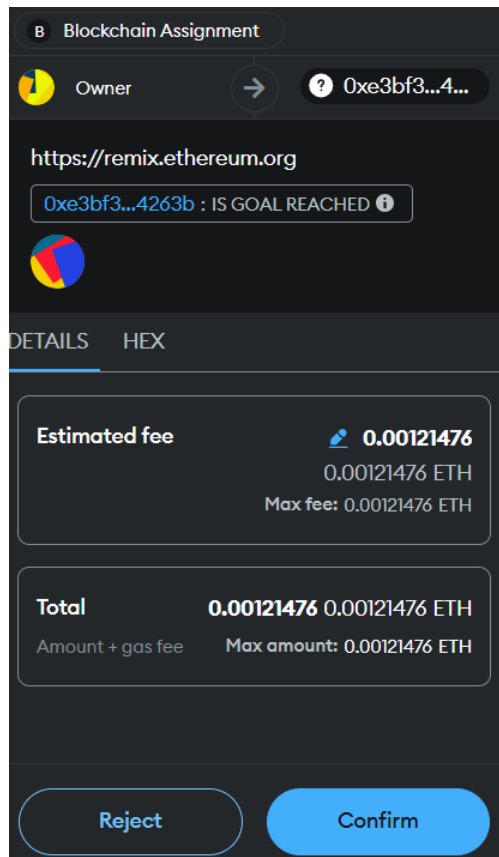 B Blockchain Assignment
Owner ? 0xe3bf3...4...
https://remix.ethereum.org
0xe3bf3...4263b : IS GOAL REACHED i
DETAILS HEX
Estimated fee 0.00121476
0.00121476 ETH
Max fee: 0.00121476 ETH
Total 0.00121476 0.00121476 ETH
Amount + gas fee Max amount: 0.00121476 ETH
Reject Confirm